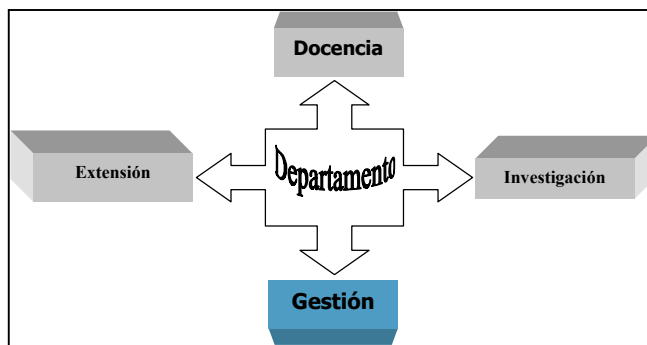 Docencia
Extensión
Departamento
Investigación
Gestión